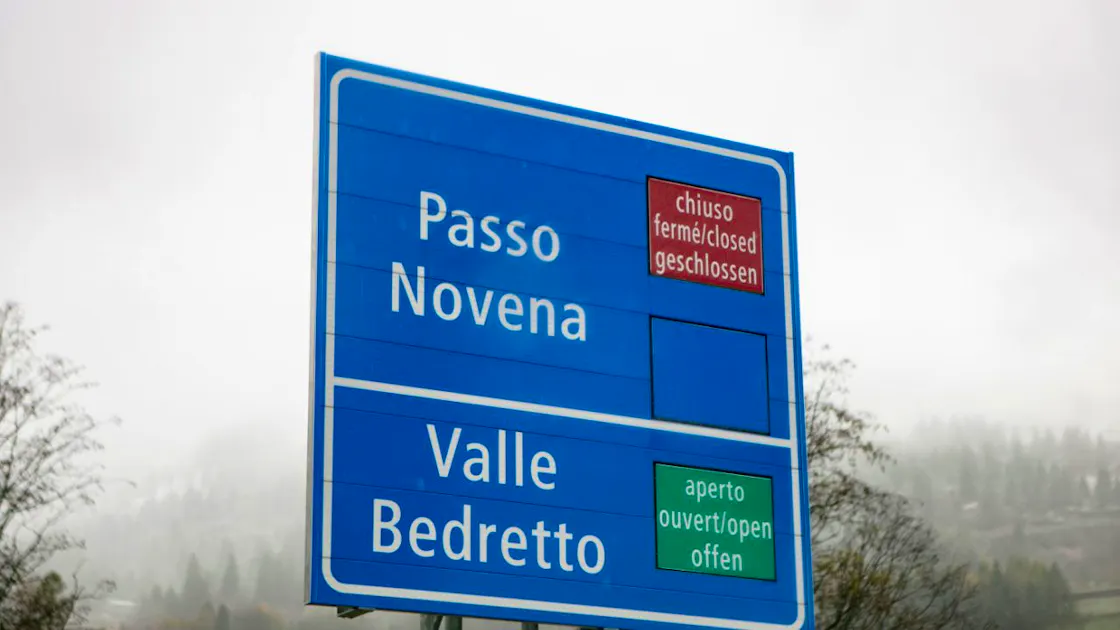 Passo
Novena
chiuso
fermé/closed
geschlossen
Valle
Bedretto
aperto
ouvert/open
offen